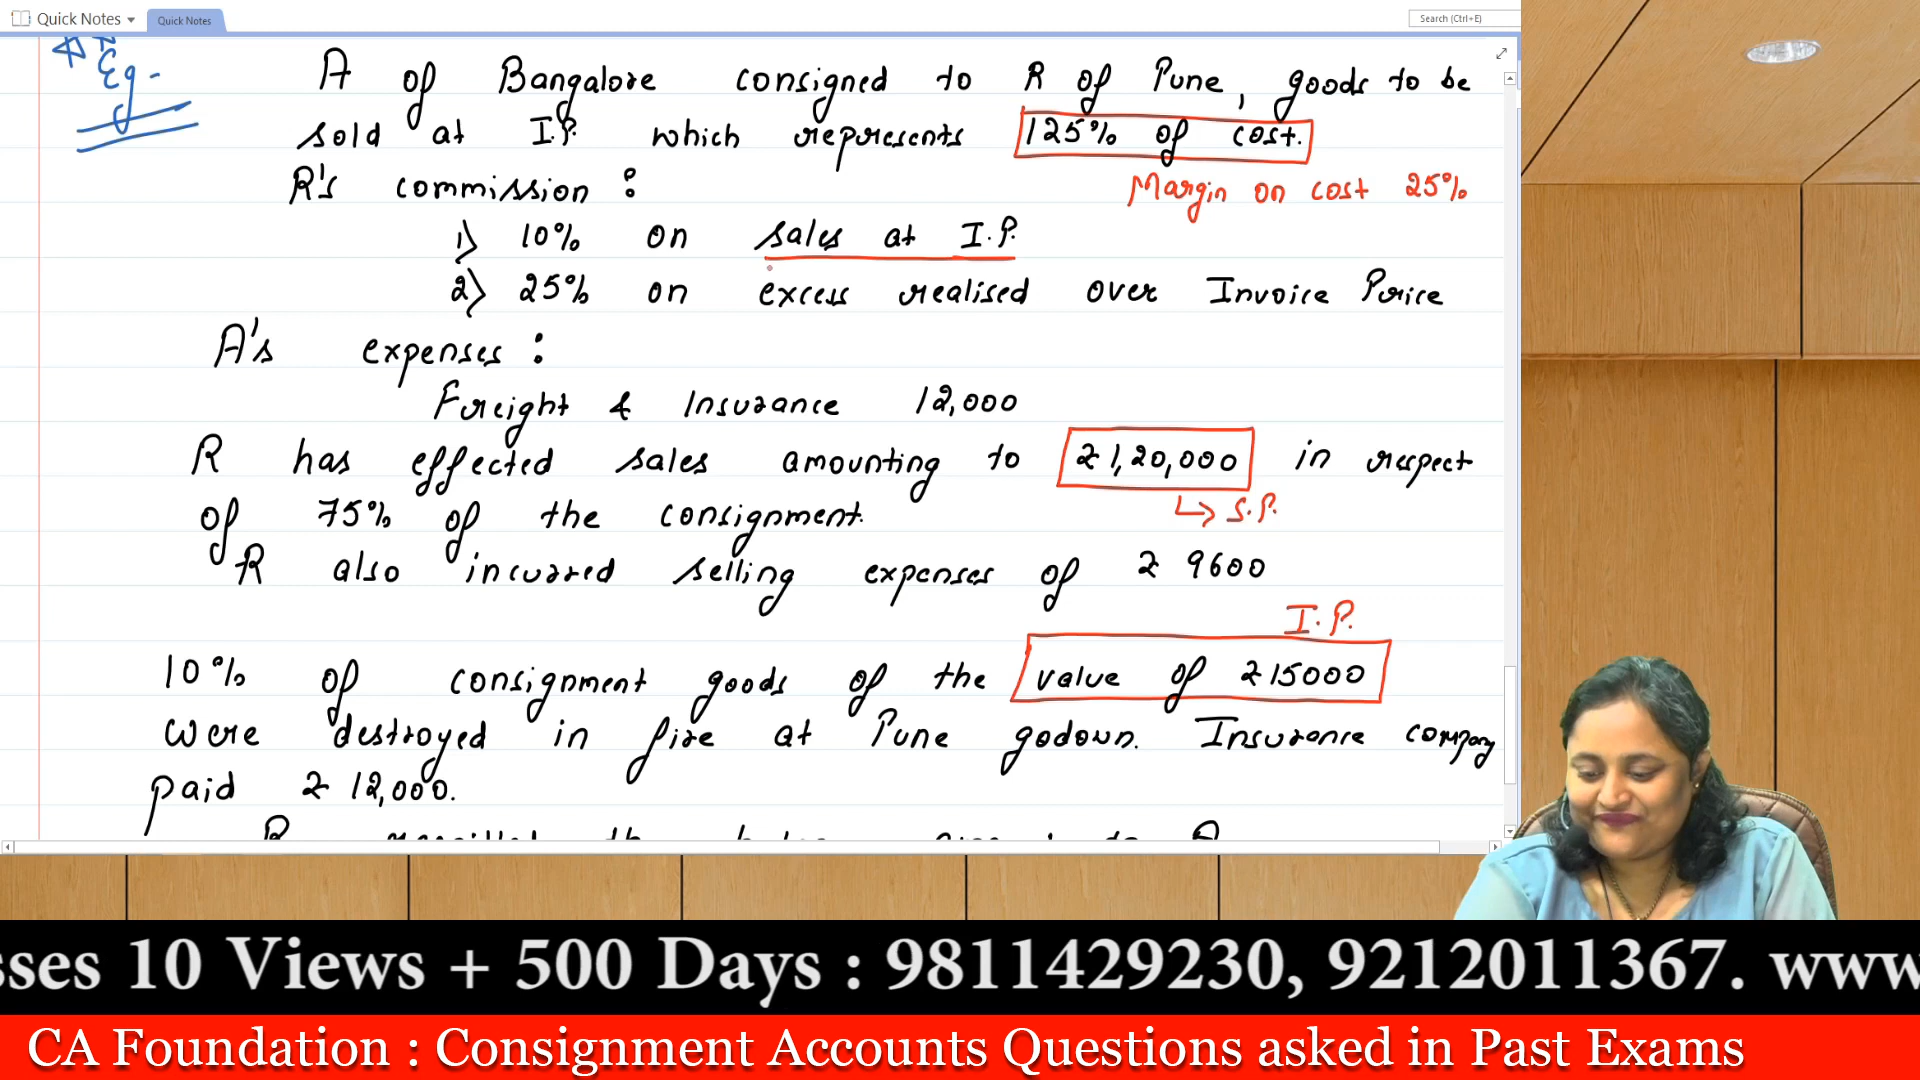 Quick Notes
Quick Notes
Search (Ctrl+E)
Eg -
A of Bangalore consigned to R of Pune, goods to be
sold at I.P. which represents 125% of cost.
R's commission :
Margin on cost 25%
1) 10% on sales at I.P.
2) 25% on excess realised over Invoice Price
A's expenses :
Freight & Insurance 12,000
R has effected sales amounting to ₹ 1,20,000 in respect
↳ S.P.
of 75% of the consignment.
R also incurred selling expenses of ₹ 9600
I.P.
10% of consignment goods of the value of ₹ 15000
were destroyed in fire at Pune godown. Insurance company
paid ₹ 12,000.
sses 10 Views + 500 Days : 9811429230, 9212011367. www
CA Foundation : Consignment Accounts Questions asked in Past Exams